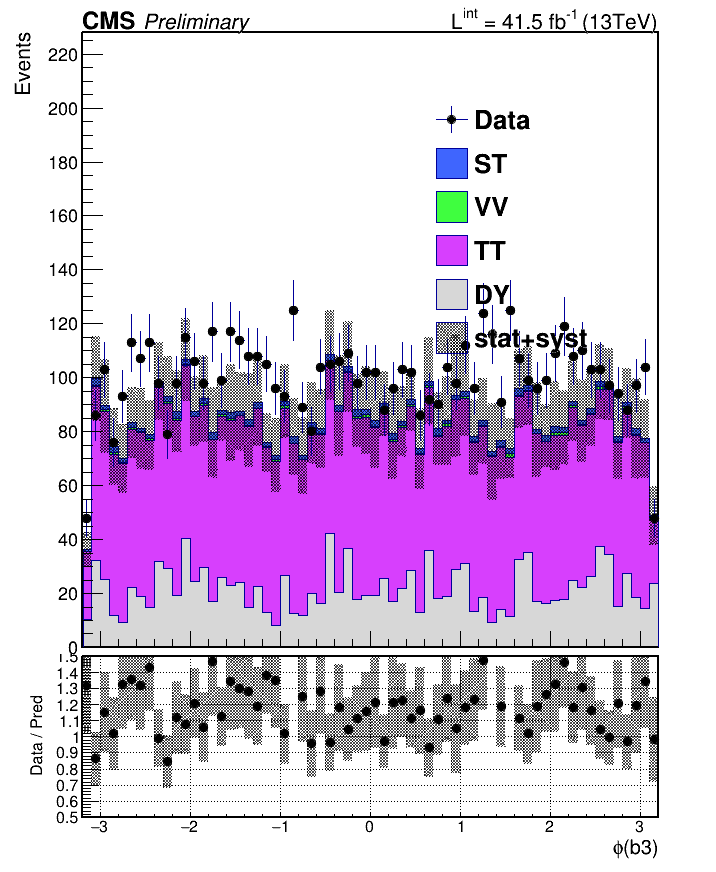 CMS Preliminary
L^int = 41.5 fb^-1 (13TeV)
Events
220
200
180
160
140
120
100
80
60
40
20
0
Data
ST
VV
TT
DY
stat+syst
Data / Pred
1.5
1.4
1.3
1.2
1.1
1
0.9
0.8
0.7
0.6
0.5
−3 −2 −1 0 1 2 3
ϕ(b3)